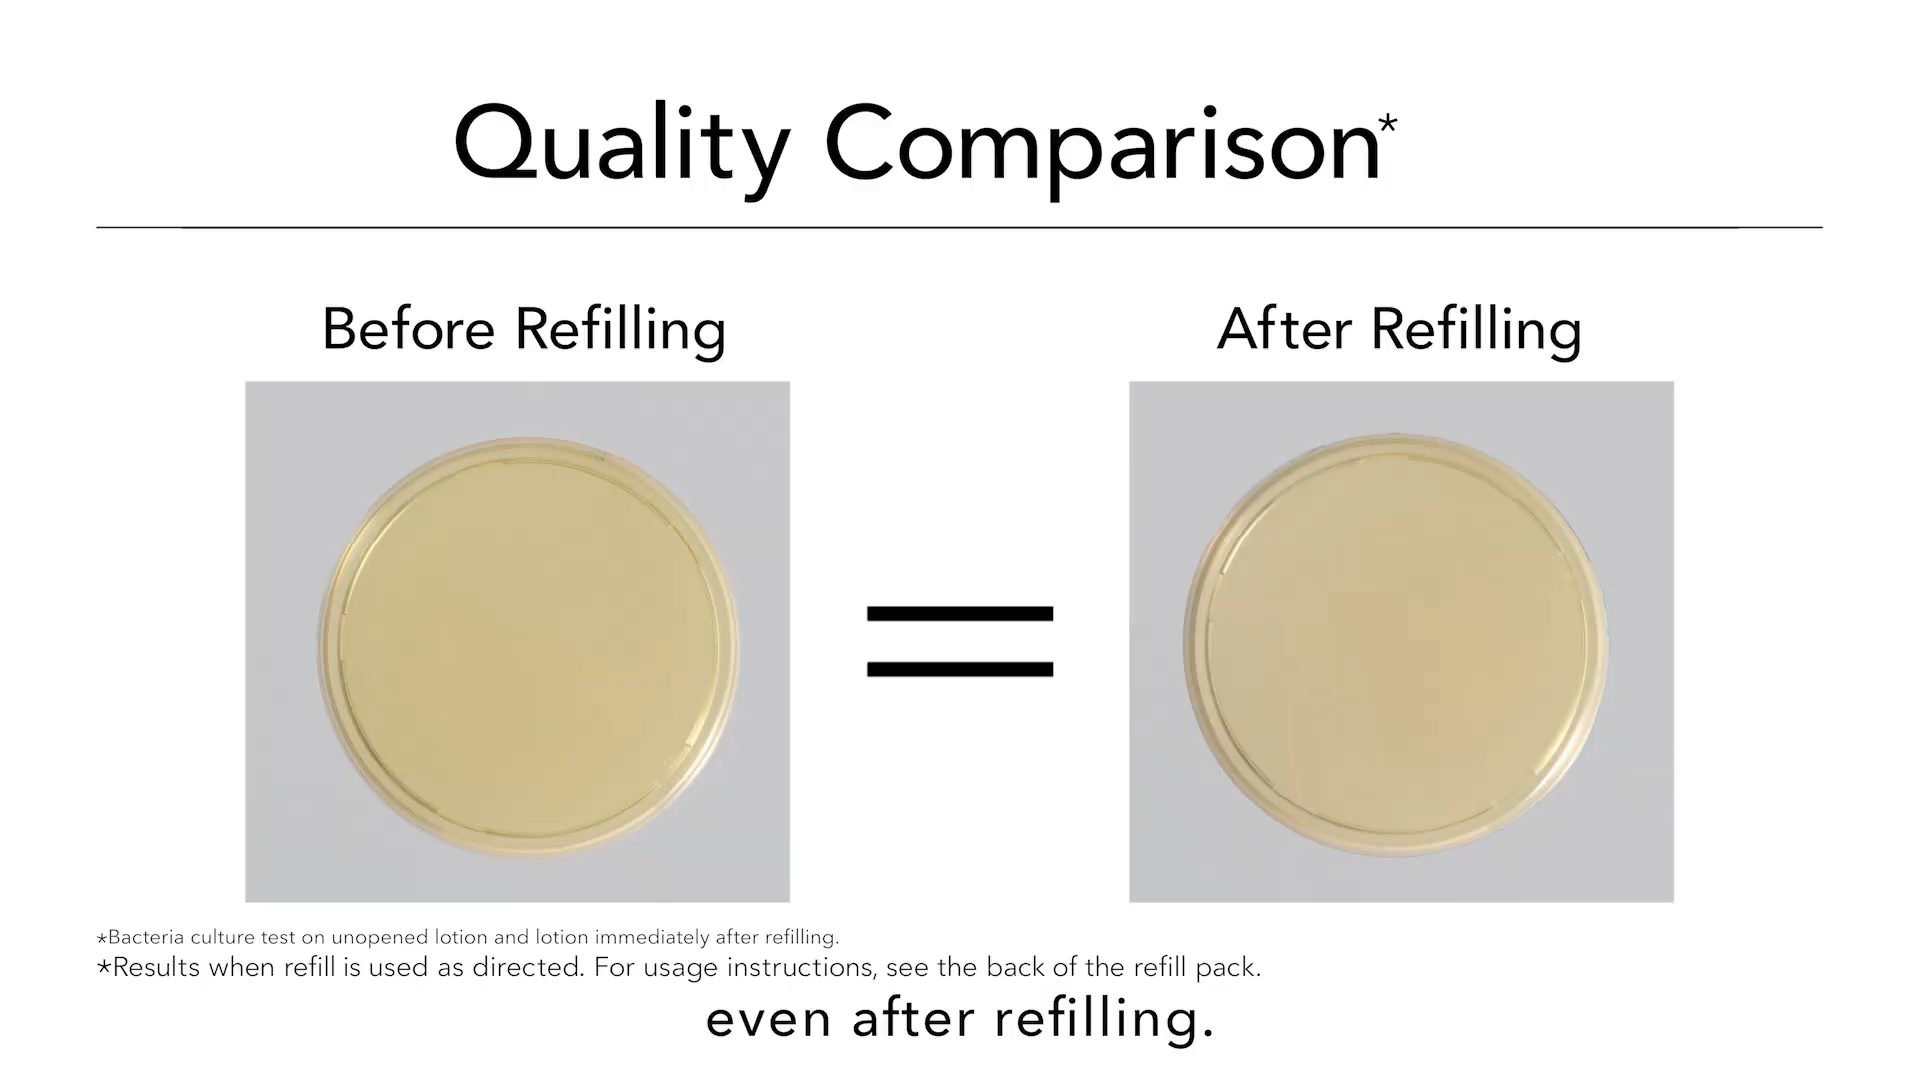 Quality Comparison*
Before Refilling
After Refilling
=
*Bacteria culture test on unopened lotion and lotion immediately after refilling.
*Results when refill is used as directed. For usage instructions, see the back of the refill pack.
even after refilling.